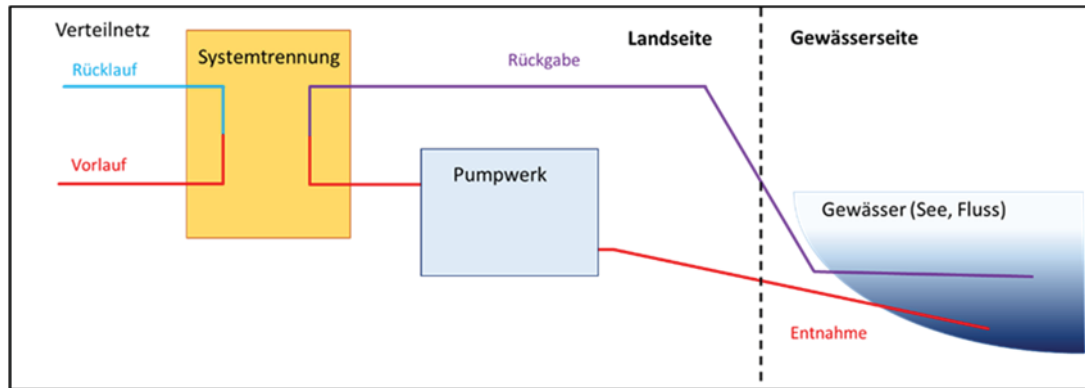 Verteilnetz
Systemtrennung
Landseite
Gewässerseite
Rücklauf
Rückgabe
Vorlauf
Pumpwerk
Gewässer (See, Fluss)
Entnahme